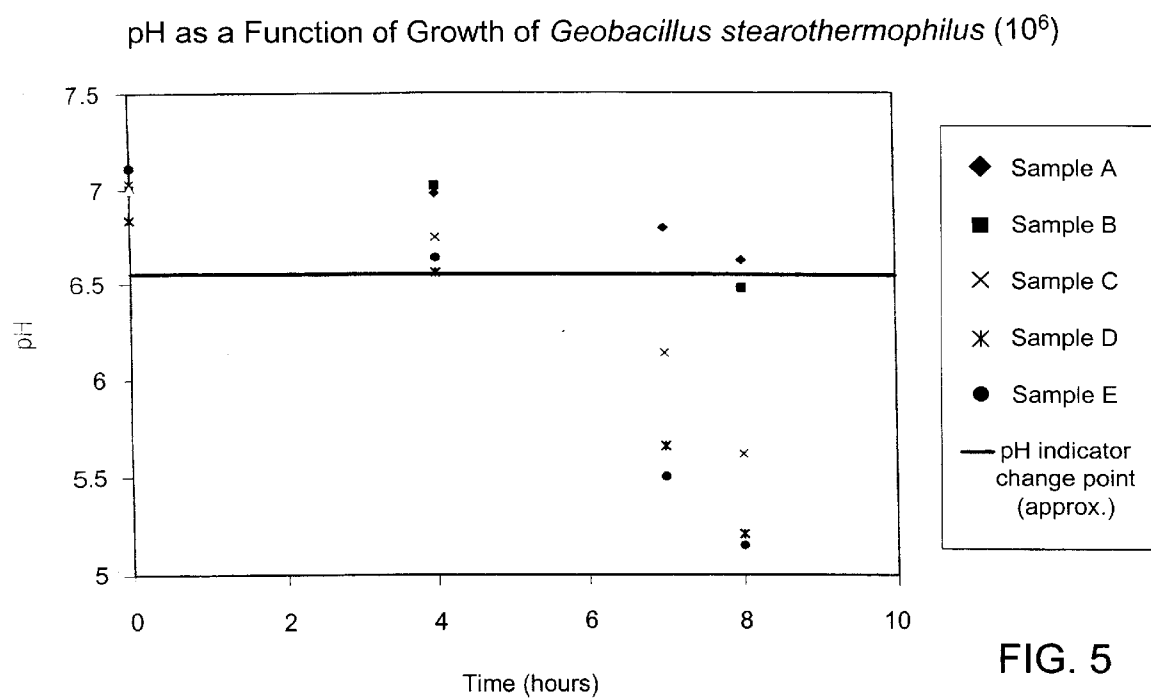 pH as a Function of Growth of Geobacillus stearothermophilus (10⁶)
7.5
7
6.5
6
5.5
5
pH
0 2 4 6 8 10
Time (hours)
Sample A
Sample B
Sample C
Sample D
Sample E
pH indicator
change point
(approx.)
FIG. 5